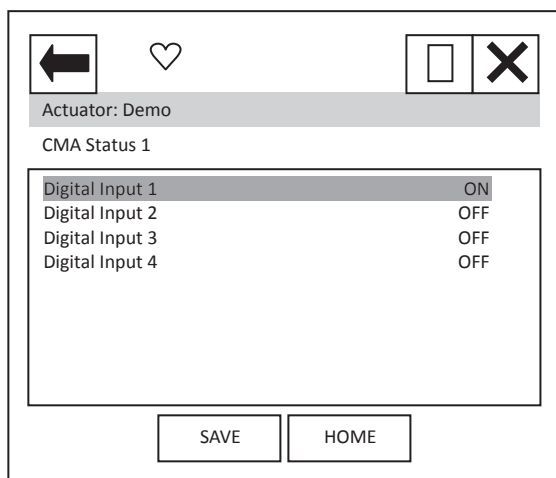 Actuator: Demo
CMA Status 1
Digital Input 1 ON
Digital Input 2 OFF
Digital Input 3 OFF
Digital Input 4 OFF
SAVE HOME